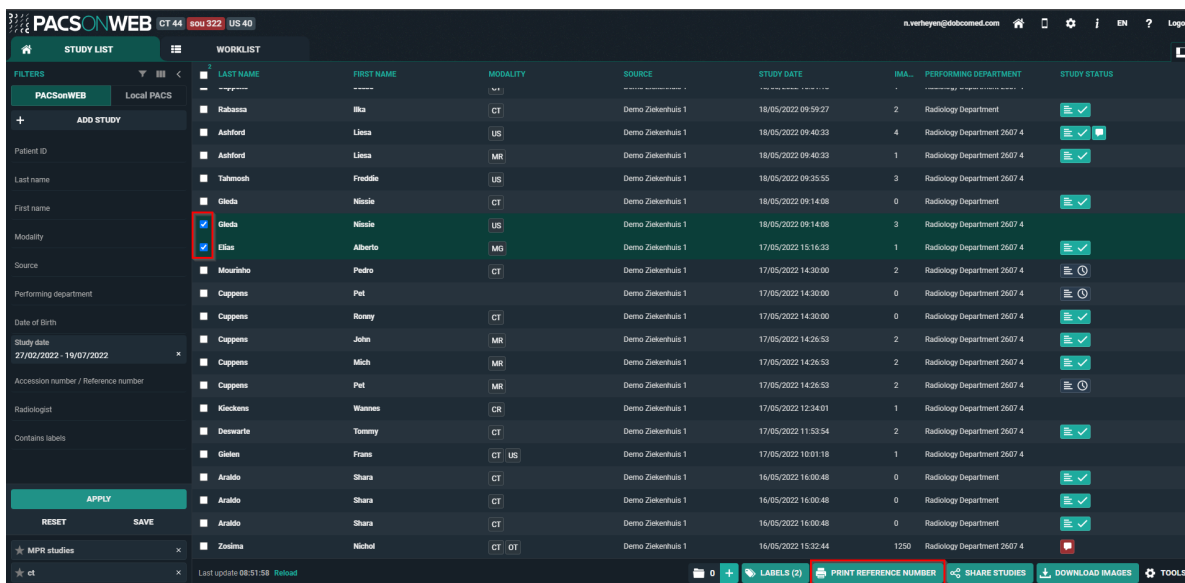 PACSONWEB CT 44 sou 322 US 40 n.verheyen@dobcomed.com i EN ? Logo
STUDY LIST WORKLIST
FILTERS 2 LAST NAME FIRST NAME MODALITY SOURCE STUDY DATE IMA... PERFORMING DEPARTMENT STUDY STATUS
PACSonWEB Local PACS
+ ADD STUDY
Rabassa Ilka CT Demo Ziekenhuis 1 18/05/2022 09:59:27 2 Radiology Department
Ashford Liesa US Demo Ziekenhuis 1 18/05/2022 09:40:33 4 Radiology Department 2607 4
Patient ID
Ashford Liesa MR Demo Ziekenhuis 1 18/05/2022 09:40:33 1 Radiology Department 2607 4
Last name
Tahmosh Freddie US Demo Ziekenhuis 1 18/05/2022 09:35:55 3 Radiology Department 2607 4
First name
Gleda Nissie CT Demo Ziekenhuis 1 18/05/2022 09:14:08 0 Radiology Department
Gleda Nissie US Demo Ziekenhuis 1 18/05/2022 09:14:08 3 Radiology Department 2607 4
Modality
Elias Alberto MG Demo Ziekenhuis 1 17/05/2022 15:16:33 1 Radiology Department 2607 4
Source
Mourinho Pedro CT Demo Ziekenhuis 1 17/05/2022 14:30:00 2 Radiology Department 2607 4
Performing department
Cuppens Pet Demo Ziekenhuis 1 17/05/2022 14:30:00 0 Radiology Department 2607 4
Date of Birth
Cuppens Ronny CT Demo Ziekenhuis 1 17/05/2022 14:30:00 0 Radiology Department 2607 4
Study date
27/02/2022 - 19/07/2022 ×
Cuppens John MR Demo Ziekenhuis 1 17/05/2022 14:26:53 2 Radiology Department 2607 4
Cuppens Mich MR Demo Ziekenhuis 1 17/05/2022 14:26:53 2 Radiology Department 2607 4
Accession number / Reference number
Cuppens Pet MR Demo Ziekenhuis 1 17/05/2022 14:26:53 2 Radiology Department 2607 4
Radiologist
Kieckens Wannes CR Demo Ziekenhuis 1 17/05/2022 12:34:01 1 Radiology Department 2607 4
Contains labels
Deswarte Tommy CT Demo Ziekenhuis 1 17/05/2022 11:53:54 2 Radiology Department 2607 4
Gielen Frans CT US Demo Ziekenhuis 1 17/05/2022 10:01:18 1 Radiology Department 2607 4
Araldo Shara CT Demo Ziekenhuis 1 16/05/2022 16:00:48 0 Radiology Department
APPLY
Araldo Shara CT Demo Ziekenhuis 1 16/05/2022 16:00:48 0 Radiology Department
RESET SAVE
Araldo Shara CT Demo Ziekenhuis 1 16/05/2022 16:00:48 0 Radiology Department
MPR studies ×
Zosima Nichol CT OT Demo Ziekenhuis 1 16/05/2022 15:32:44 1250 Radiology Department 2607 4
ct ×
Last update 08:51:58 Reload 0 + LABELS (2) PRINT REFERENCE NUMBER SHARE STUDIES DOWNLOAD IMAGES TOOLS